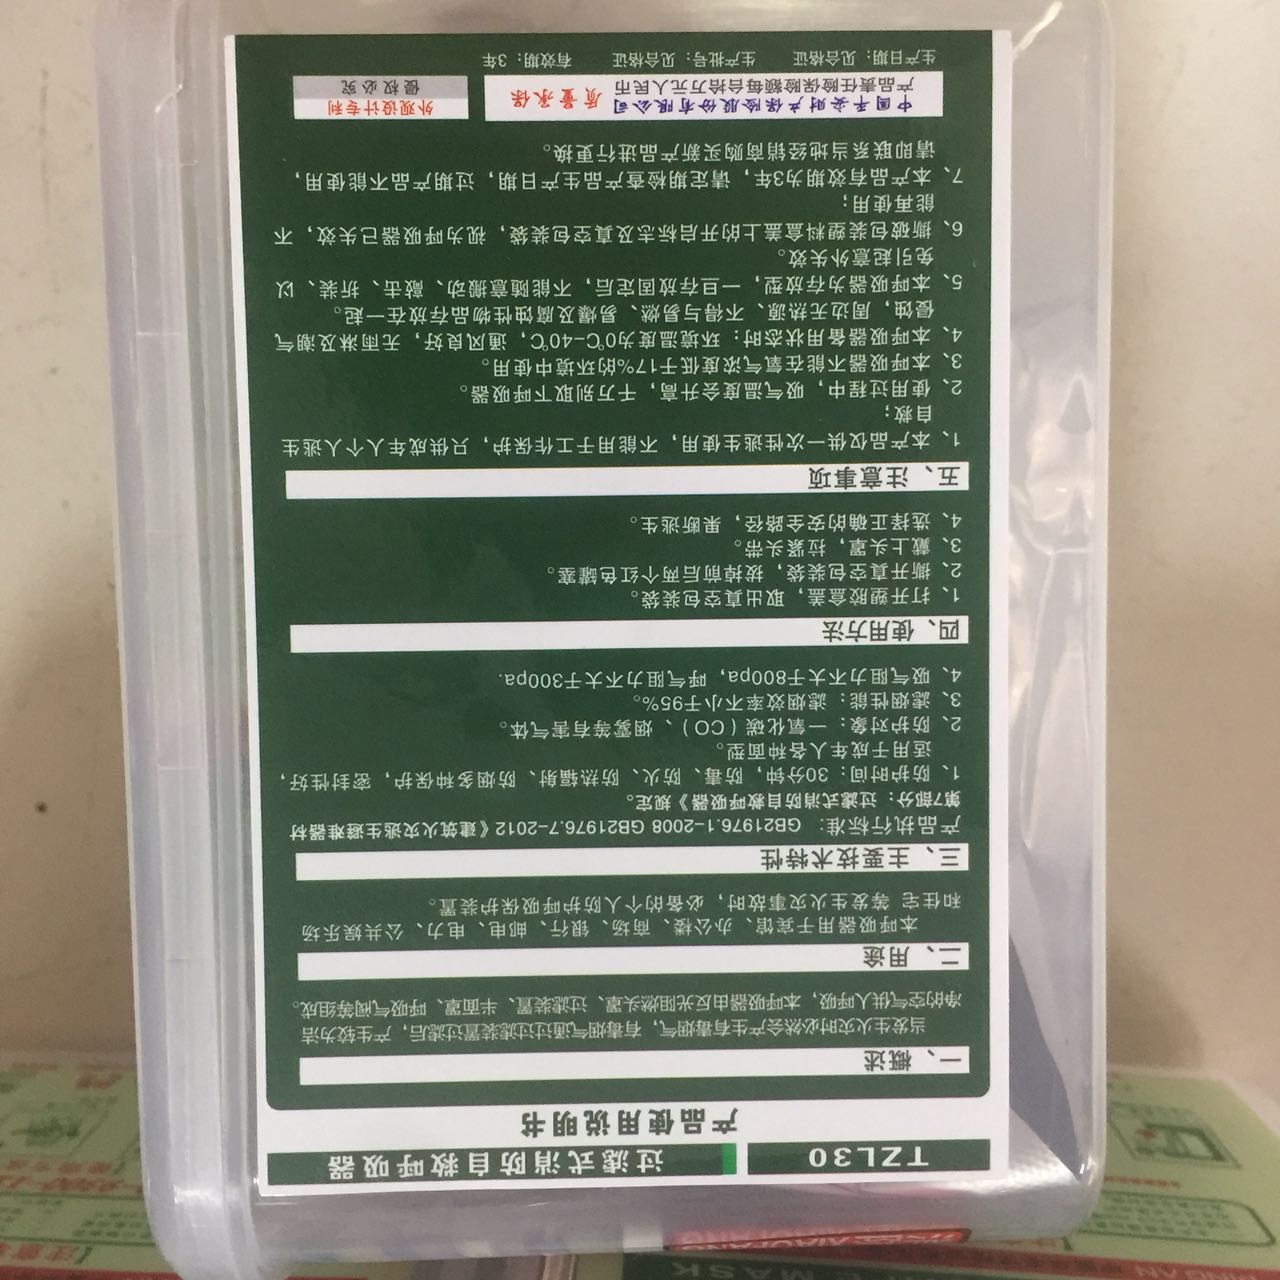 TZL30 过滤式消防自救呼吸器
产品使用说明书
一、概述
当发生火灾时必然会产生有毒烟气，有毒烟气通过过滤装置过滤后，产生较为洁
净的空气供人呼吸，本呼吸器由反光阻燃头罩、过滤装置、半面罩、呼吸气阀等组成。
二、用途
本呼吸器用于宾馆、办公楼、商场、银行、邮电、电力、公共娱乐场
和住宅 等发生火灾事故时，必备的个人防护呼吸保护装置。
三、主要技术特性
产品执行标准： GB21976.1-2008 GB21976.7-2012《建筑火灾逃生避难器材
第7部分：过滤式消防自救呼吸器》规定。
1、防护时间：30分钟，防毒、防火、防热辐射、防烟多种保护，密封性好，
适用于成年人各种面型。
2、防护对象：一氧化碳（CO）、烟雾等有害气体。
3、滤烟性能：滤烟效率不小于95%。
4、吸气阻力不大于800pa，呼气阻力不大于300pa.
四、使用方法
1、打开塑胶盒盖，取出真空包装袋。
2、撕开真空包装袋，拔掉前后两个红色罐塞。
3、戴上头罩，拉紧头带。
4、选择正确的安全路径，果断逃生。
五、注意事项
1、本产品仅供一次性逃生使用，不能用于工作保护，只供成年人个人逃生
自救；
2、使用过程中，吸气温度会升高，千万别取下呼吸器。
3、本呼吸器不能在氧气浓度低于17%的环境中使用。
4、本呼吸器备用状态时：环境温度为0℃-40℃，通风良好，无雨淋及潮气
侵蚀，周边无热源、不得与易燃、易爆及腐蚀性物品存放在一起。
5、本呼吸器为存放型，一旦存放固定后，不能随意搬动、敲击、拆装、以
免引起意外失效。
6、撕破包装塑料盒盖上的开启标志及真空包装袋，视为呼吸器已失效，不
能再使用；
7、本产品有效期为3年，请定期检查产品生产日期，过期产品不能使用，
请即联系当地经销商购买新产品进行更换。
中国平安财产保险股份有限公司
产品责任险保险额每台拾万元人民币
质量承保
外观设计专利
侵权必究
生产日期：见合格证 生产批号：见合格证 有效期：3年
MASK